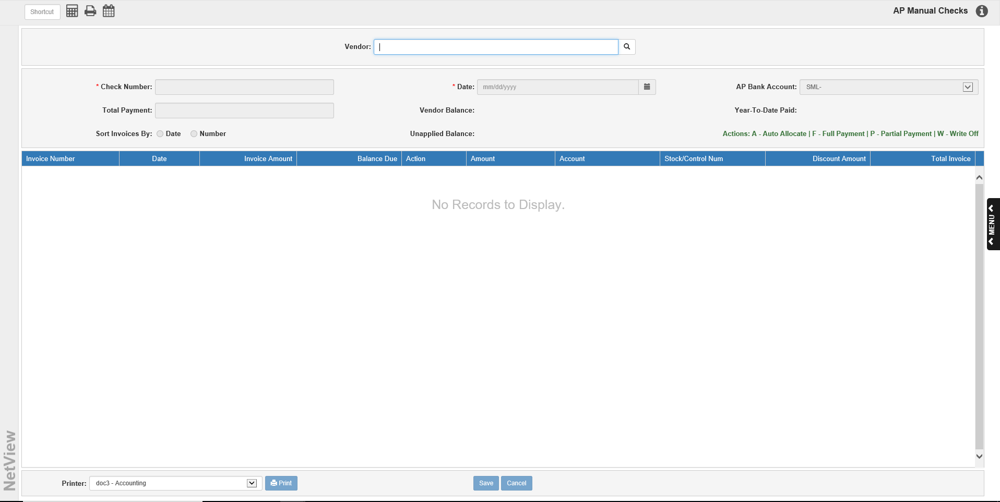 Shortcut
AP Manual Checks
Vendor:
* Check Number:
* Date: mm/dd/yyyy
AP Bank Account: SML-
Total Payment:
Vendor Balance:
Year-To-Date Paid:
Sort Invoices By: Date Number
Unapplied Balance:
Actions: A - Auto Allocate | F - Full Payment | P - Partial Payment | W - Write Off
Invoice Number Date Invoice Amount Balance Due Action Amount Account Stock/Control Num Discount Amount Total Invoice
No Records to Display.
MENU
NetView
Printer: doc3 - Accounting Print Save Cancel